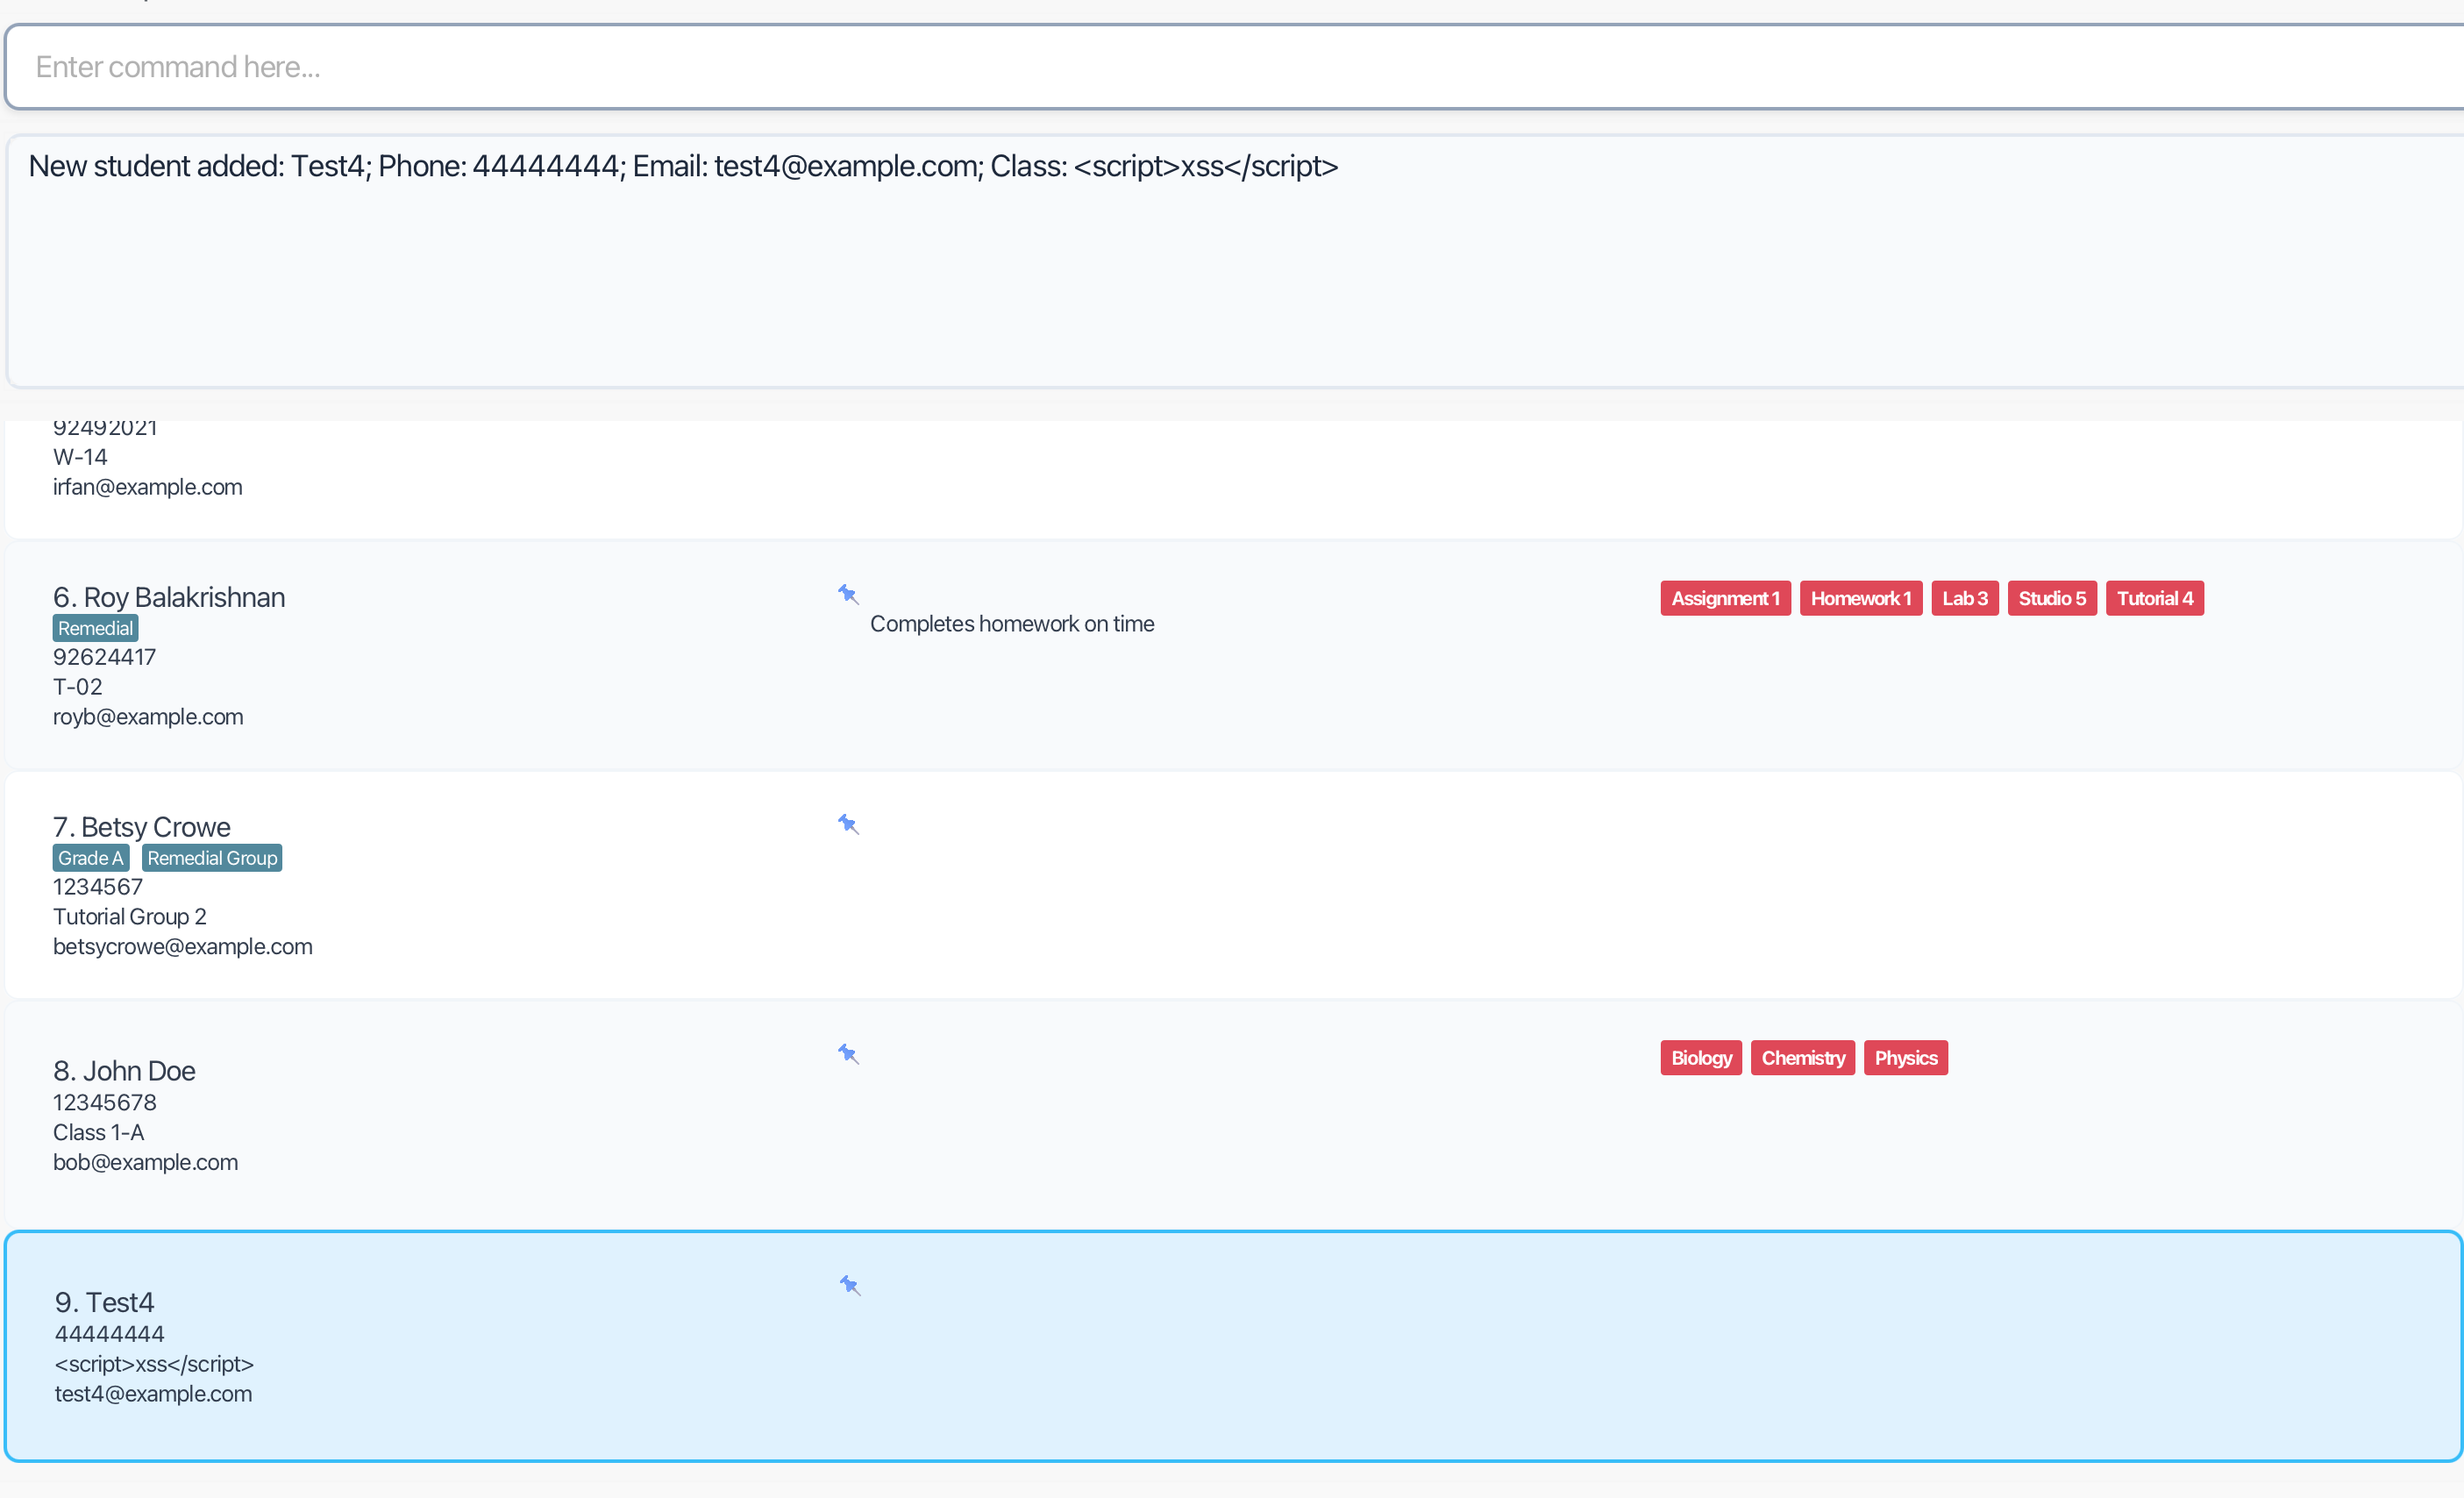 Enter command here...
New student added: Test4; Phone: 44444444; Email: test4@example.com; Class: <script>xss</script>
92492021
W-14
irfan@example.com
6. Roy Balakrishnan
Remedial
92624417
T-02
royb@example.com
Completes homework on time
Assignment 1 Homework 1 Lab 3 Studio 5 Tutorial 4
7. Betsy Crowe
Grade A Remedial Group
1234567
Tutorial Group 2
betsycrowe@example.com
8. John Doe
12345678
Class 1-A
bob@example.com
Biology Chemistry Physics
9. Test4
44444444
<script>xss</script>
test4@example.com